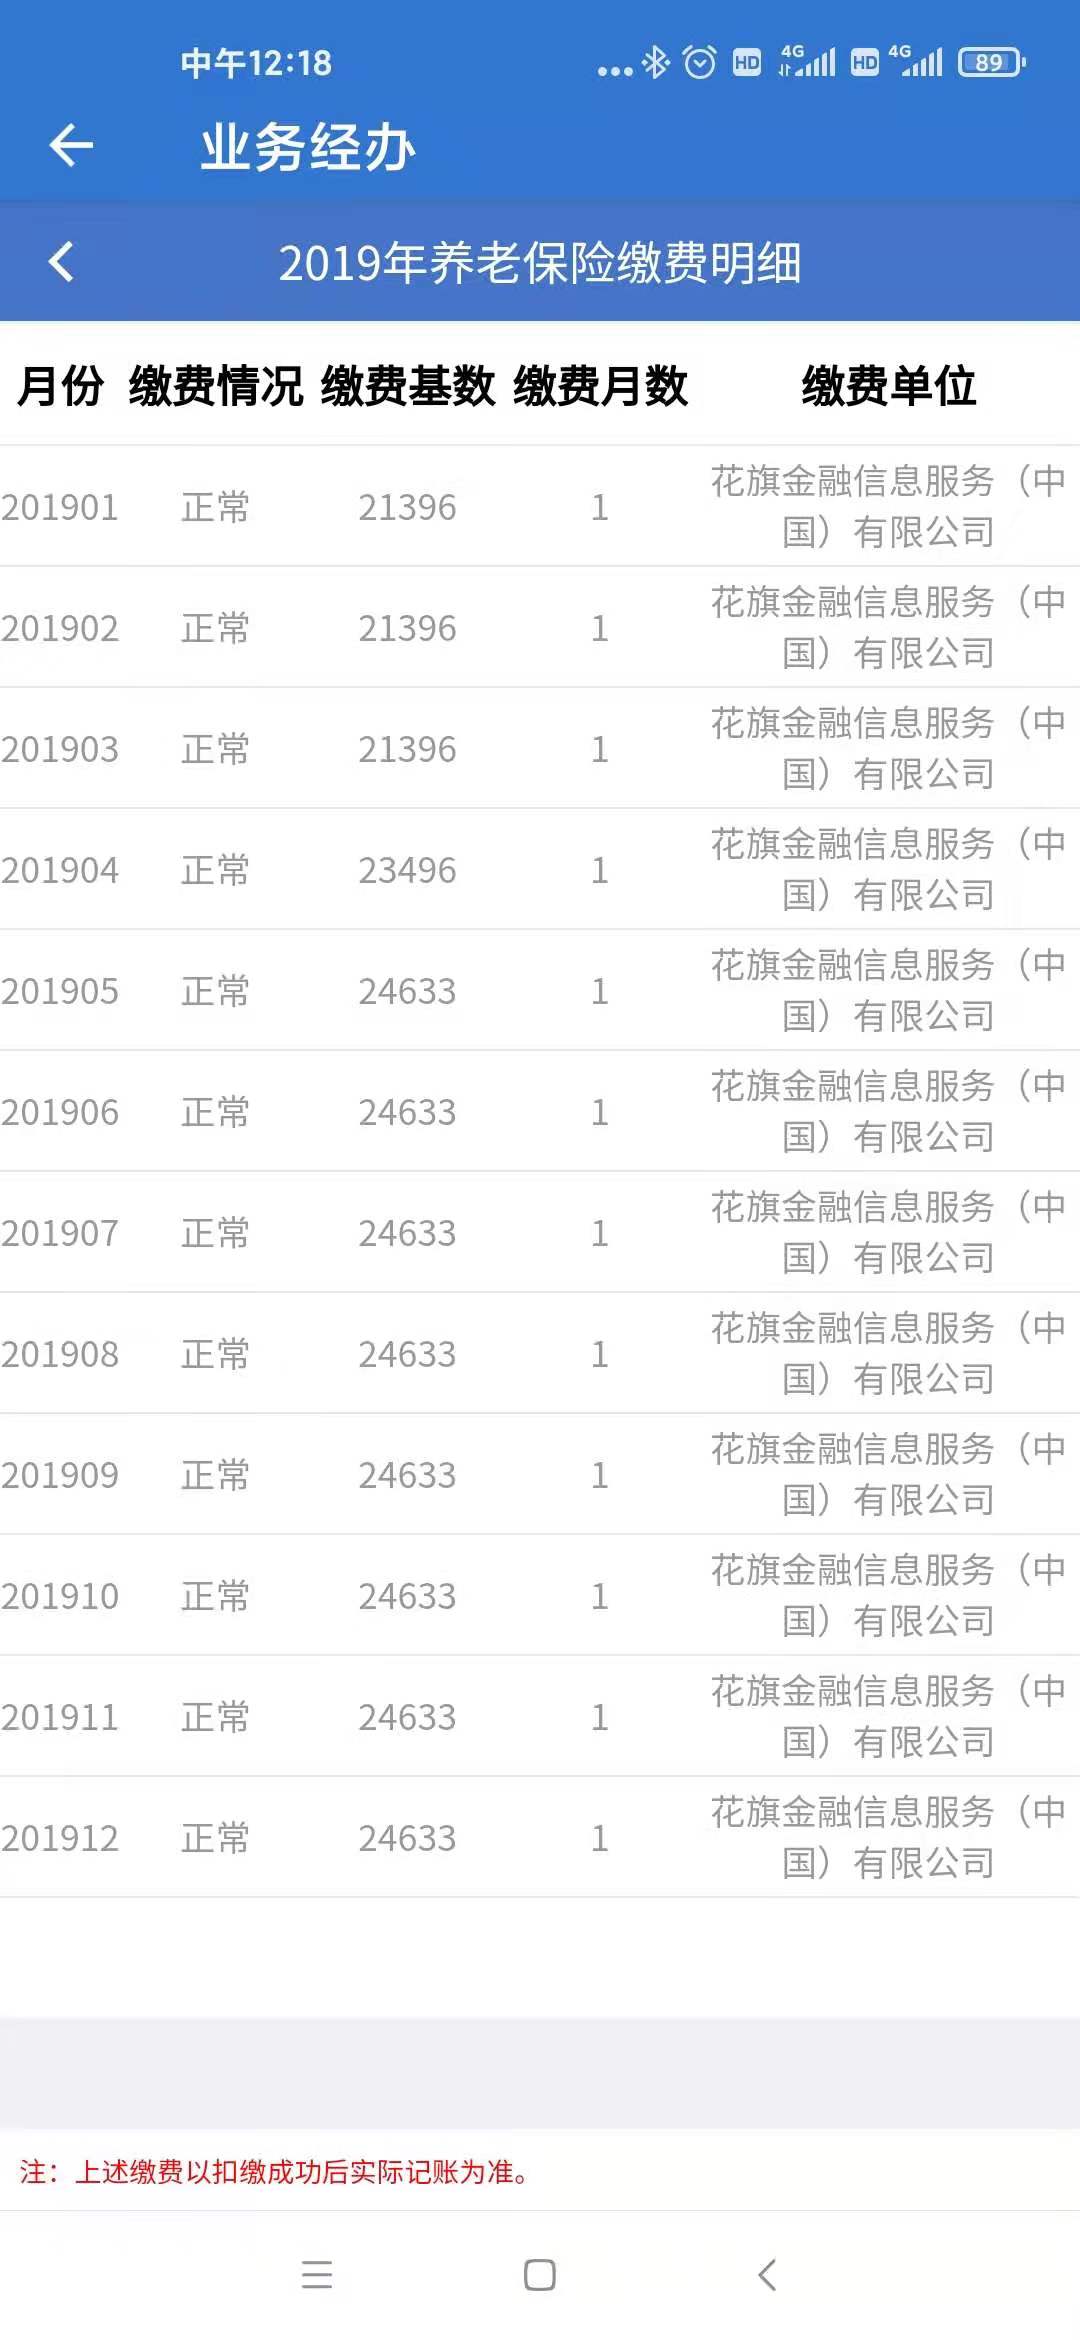 中午12:18
HD 4G HD 4G 89
业务经办
2019年养老保险缴费明细
月份 缴费情况 缴费基数 缴费月数 缴费单位
201901 正常 21396 1 花旗金融信息服务（中
国）有限公司
201902 正常 21396 1 花旗金融信息服务（中
国）有限公司
201903 正常 21396 1 花旗金融信息服务（中
国）有限公司
201904 正常 23496 1 花旗金融信息服务（中
国）有限公司
201905 正常 24633 1 花旗金融信息服务（中
国）有限公司
201906 正常 24633 1 花旗金融信息服务（中
国）有限公司
201907 正常 24633 1 花旗金融信息服务（中
国）有限公司
201908 正常 24633 1 花旗金融信息服务（中
国）有限公司
201909 正常 24633 1 花旗金融信息服务（中
国）有限公司
201910 正常 24633 1 花旗金融信息服务（中
国）有限公司
201911 正常 24633 1 花旗金融信息服务（中
国）有限公司
201912 正常 24633 1 花旗金融信息服务（中
国）有限公司
注：上述缴费以扣缴成功后实际记账为准。